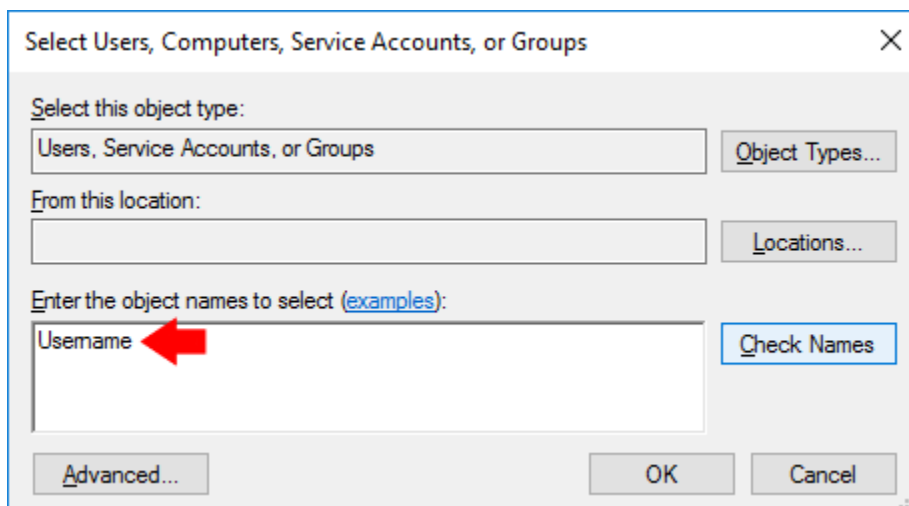 Select Users, Computers, Service Accounts, or Groups
Select this object type:
Users, Service Accounts, or Groups
Object Types...
From this location:
Locations...
Enter the object names to select (examples):
Username
Check Names
Advanced...
OK
Cancel